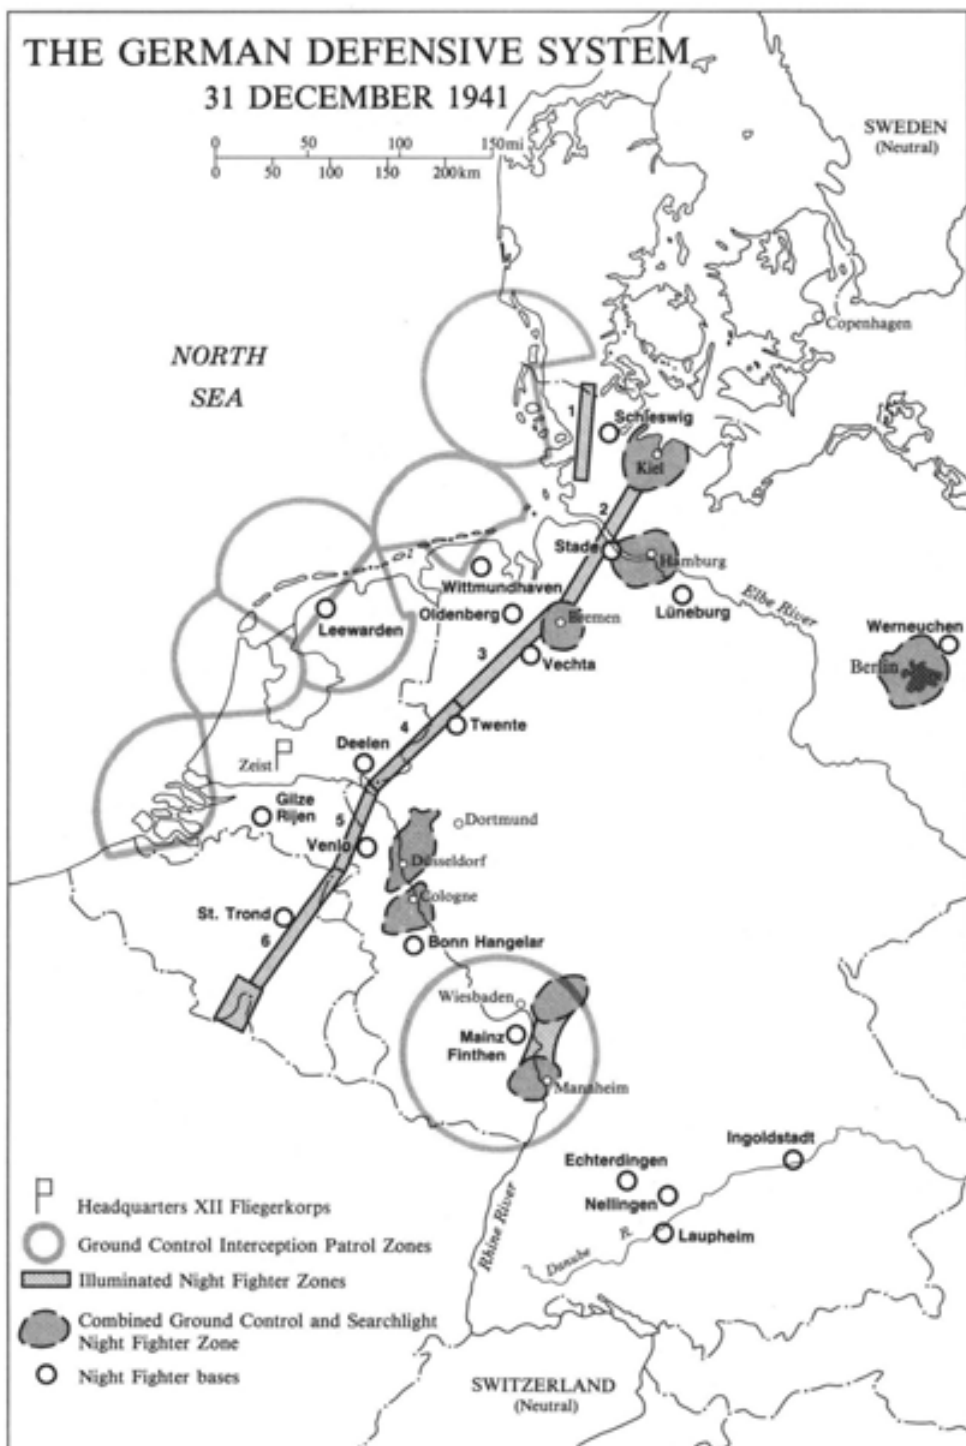 THE GERMAN DEFENSIVE SYSTEM
31 DECEMBER 1941
0 50 100 150mi
0 50 100 150 200km
SWEDEN
(Neutral)
Copenhagen
NORTH
SEA
1
Schleswig
Kiel
2
Stade
Hamburg
Wittmundhaven
Oldenberg
Lüneburg
Elbe River
Leewarden
Bremen
Werneuchen
3
Vechta
Berlin
4
Twente
Deelen
Zeist
Gilze
Rijen
5
Dortmund
Venlo
Düsseldorf
Cologne
St. Trond
6
Bonn Hangelar
Wiesbaden
Mainz
Finthen
Mannheim
Ingoldstadt
Echterdingen
Nellingen
Rhine River
Laupheim
Danube R.
Headquarters XII Fliegerkorps
Ground Control Interception Patrol Zones
Illuminated Night Fighter Zones
Combined Ground Control and Searchlight
Night Fighter Zone
Night Fighter bases
SWITZERLAND
(Neutral)